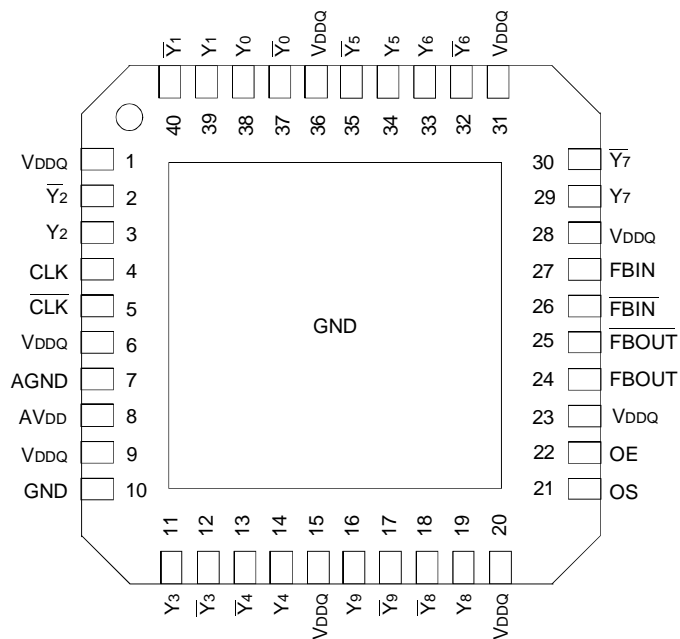 Y̅1 Y1 Y0 Y̅0 VDDQ Y̅5 Y5 Y6 Y̅6 VDDQ
40 39 38 37 36 35 34 33 32 31
VDDQ 1 30 Y̅7
Y̅2 2 29 Y7
Y2 3 28 VDDQ
CLK 4 27 FBIN
C̅L̅K̅ 5 26 F̅B̅I̅N̅
GND
VDDQ 6 25 F̅B̅O̅U̅T̅
AGND 7 24 FBOUT
AVDD 8 23 VDDQ
VDDQ 9 22 OE
GND 10 21 OS
11 12 13 14 15 16 17 18 19 20
Y3 Y̅3 Y̅4 Y4 VDDQ Y9 Y̅9 Y̅8 Y8 VDDQ